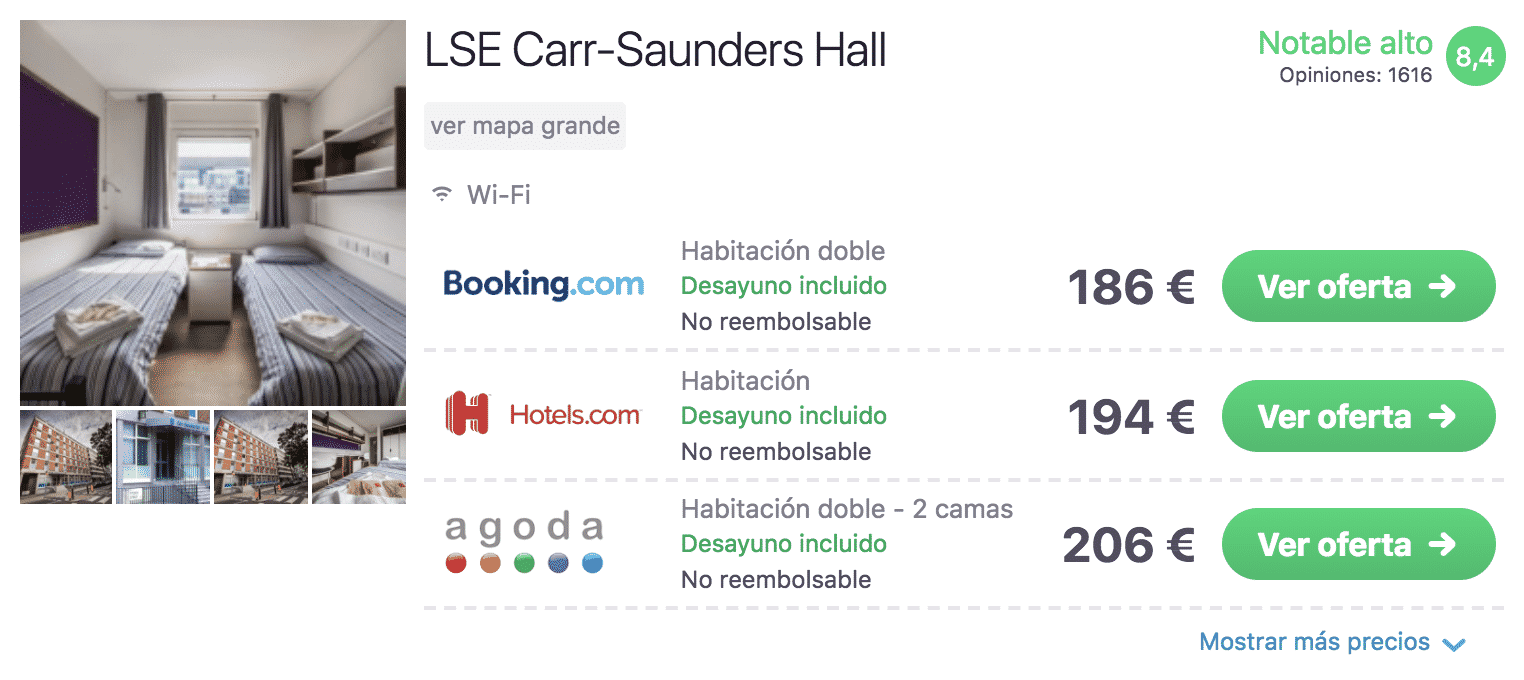 LSE Carr-Saunders Hall
Notable alto
Opiniones: 1616
8,4
ver mapa grande
Wi-Fi
Booking.com
Habitación doble
Desayuno incluido
No reembolsable
186 €
Ver oferta
Hotels.com
Habitación
Desayuno incluido
No reembolsable
194 €
Ver oferta
agoda
Habitación doble - 2 camas
Desayuno incluido
No reembolsable
206 €
Ver oferta
Mostrar más precios